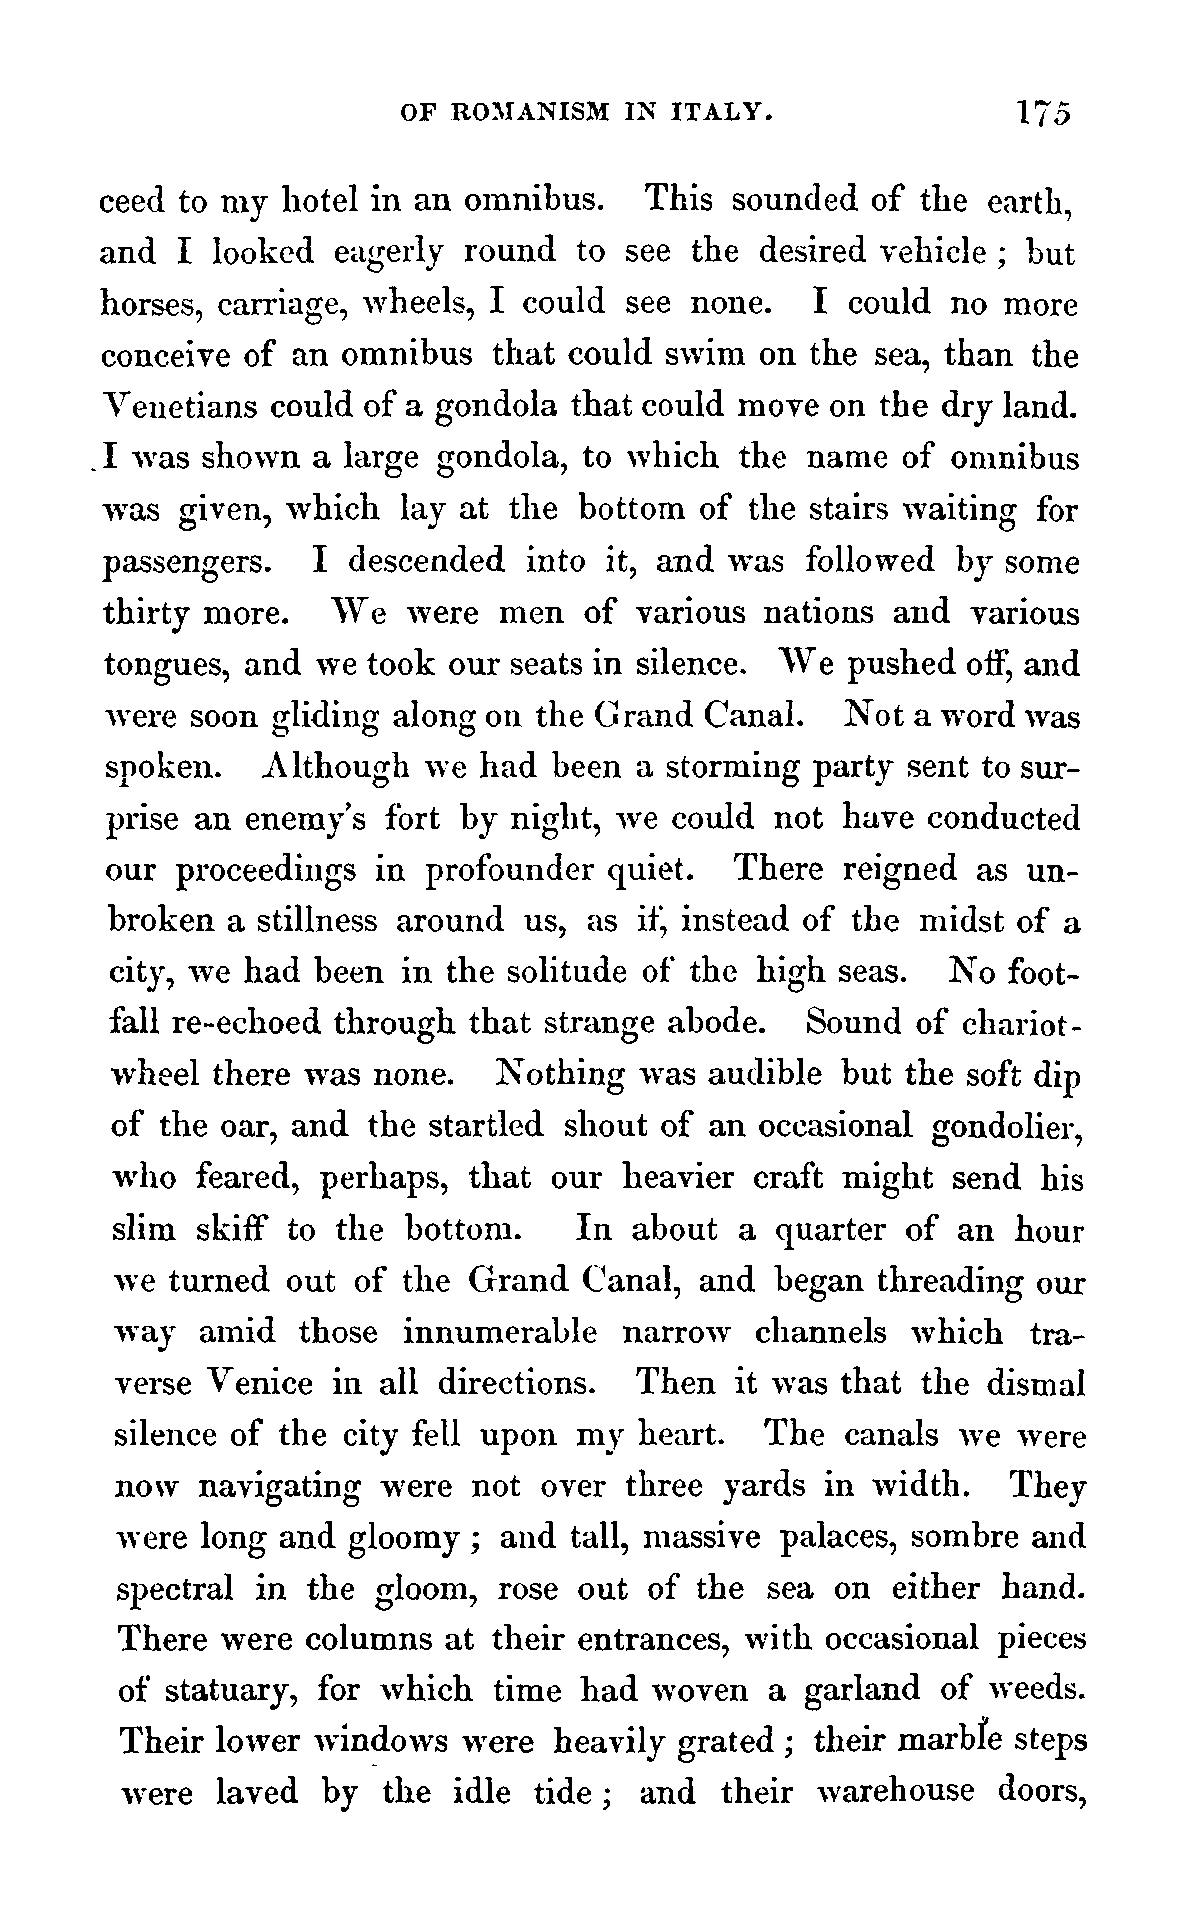 OF ROMANISM IN ITALY. 175
ceed to my hotel in an omnibus. This sounded of the earth,
and I looked eagerly round to see the desired vehicle ; but
horses, carriage, wheels, I could see none. I could no more
conceive of an omnibus that could swim on the sea, than the
Venetians could of a gondola that could move on the dry land.
I was shown a large gondola, to which the name of omnibus
was given, which lay at the bottom of the stairs waiting for
passengers. I descended into it, and was followed by some
thirty more. We were men of various nations and various
tongues, and we took our seats in silence. We pushed off, and
were soon gliding along on the Grand Canal. Not a word was
spoken. Although we had been a storming party sent to sur-
prise an enemy's fort by night, we could not have conducted
our proceedings in profounder quiet. There reigned as un-
broken a stillness around us, as if, instead of the midst of a
city, we had been in the solitude of the high seas. No foot-
fall re-echoed through that strange abode. Sound of chariot-
wheel there was none. Nothing was audible but the soft dip
of the oar, and the startled shout of an occasional gondolier,
who feared, perhaps, that our heavier craft might send his
slim skiff to the bottom. In about a quarter of an hour
we turned out of the Grand Canal, and began threading our
way amid those innumerable narrow channels which tra-
verse Venice in all directions. Then it was that the dismal
silence of the city fell upon my heart. The canals we were
now navigating were not over three yards in width. They
were long and gloomy ; and tall, massive palaces, sombre and
spectral in the gloom, rose out of the sea on either hand.
There were columns at their entrances, with occasional pieces
of statuary, for which time had woven a garland of weeds.
Their lower windows were heavily grated ; their marble steps
were laved by the idle tide ; and their warehouse doors,